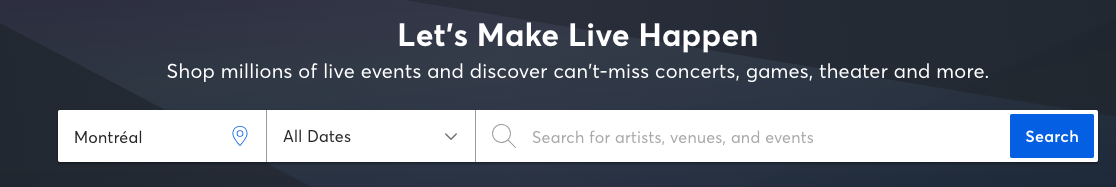 Let's Make Live Happen
Shop millions of live events and discover can't-miss concerts, games, theater and more.
Montréal All Dates Search for artists, venues, and events Search